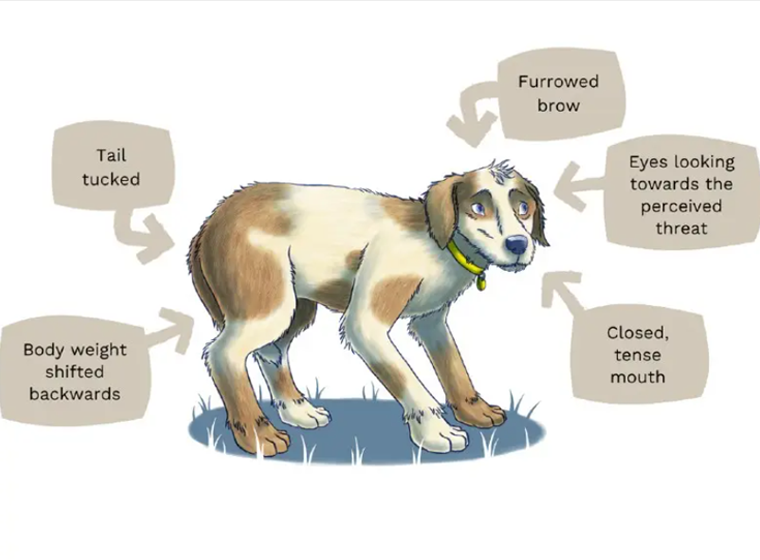 Furrowed
brow
Tail
tucked
Eyes looking
towards the
perceived
threat
Body weight
shifted
backwards
Closed,
tense
mouth